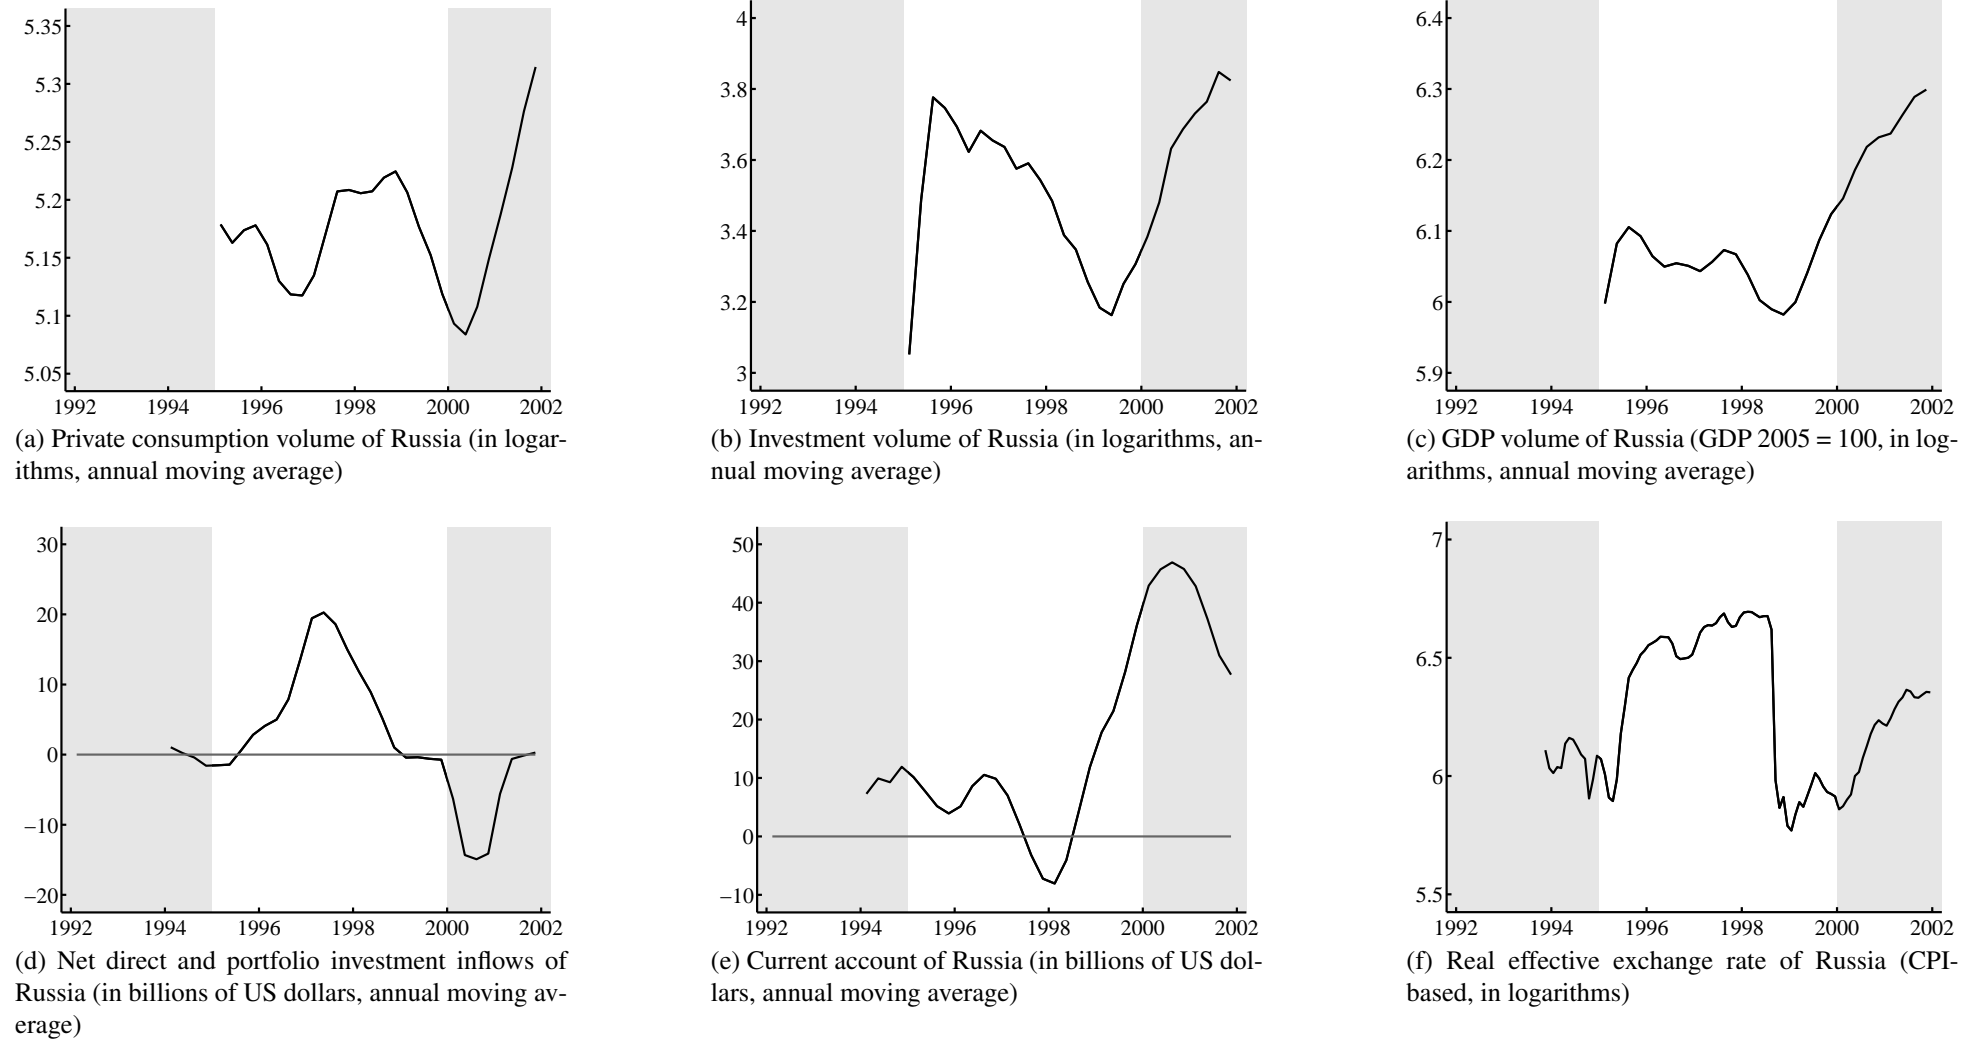 5.35
5.3
5.25
5.2
5.15
5.1
5.05
1992 1994 1996 1998 2000 2002
(a) Private consumption volume of Russia (in logar-
ithms, annual moving average)
4
3.8
3.6
3.4
3.2
3
1992 1994 1996 1998 2000 2002
(b) Investment volume of Russia (in logarithms, an-
nual moving average)
6.4
6.3
6.2
6.1
6
5.9
1992 1994 1996 1998 2000 2002
(c) GDP volume of Russia (GDP 2005 = 100, in log-
arithms, annual moving average)
30
20
10
0
−10
−20
1992 1994 1996 1998 2000 2002
(d) Net direct and portfolio investment inflows of
Russia (in billions of US dollars, annual moving av-
erage)
50
40
30
20
10
0
−10
1992 1994 1996 1998 2000 2002
(e) Current account of Russia (in billions of US dol-
lars, annual moving average)
7
6.5
6
5.5
1992 1994 1996 1998 2000 2002
(f) Real effective exchange rate of Russia (CPI-
based, in logarithms)